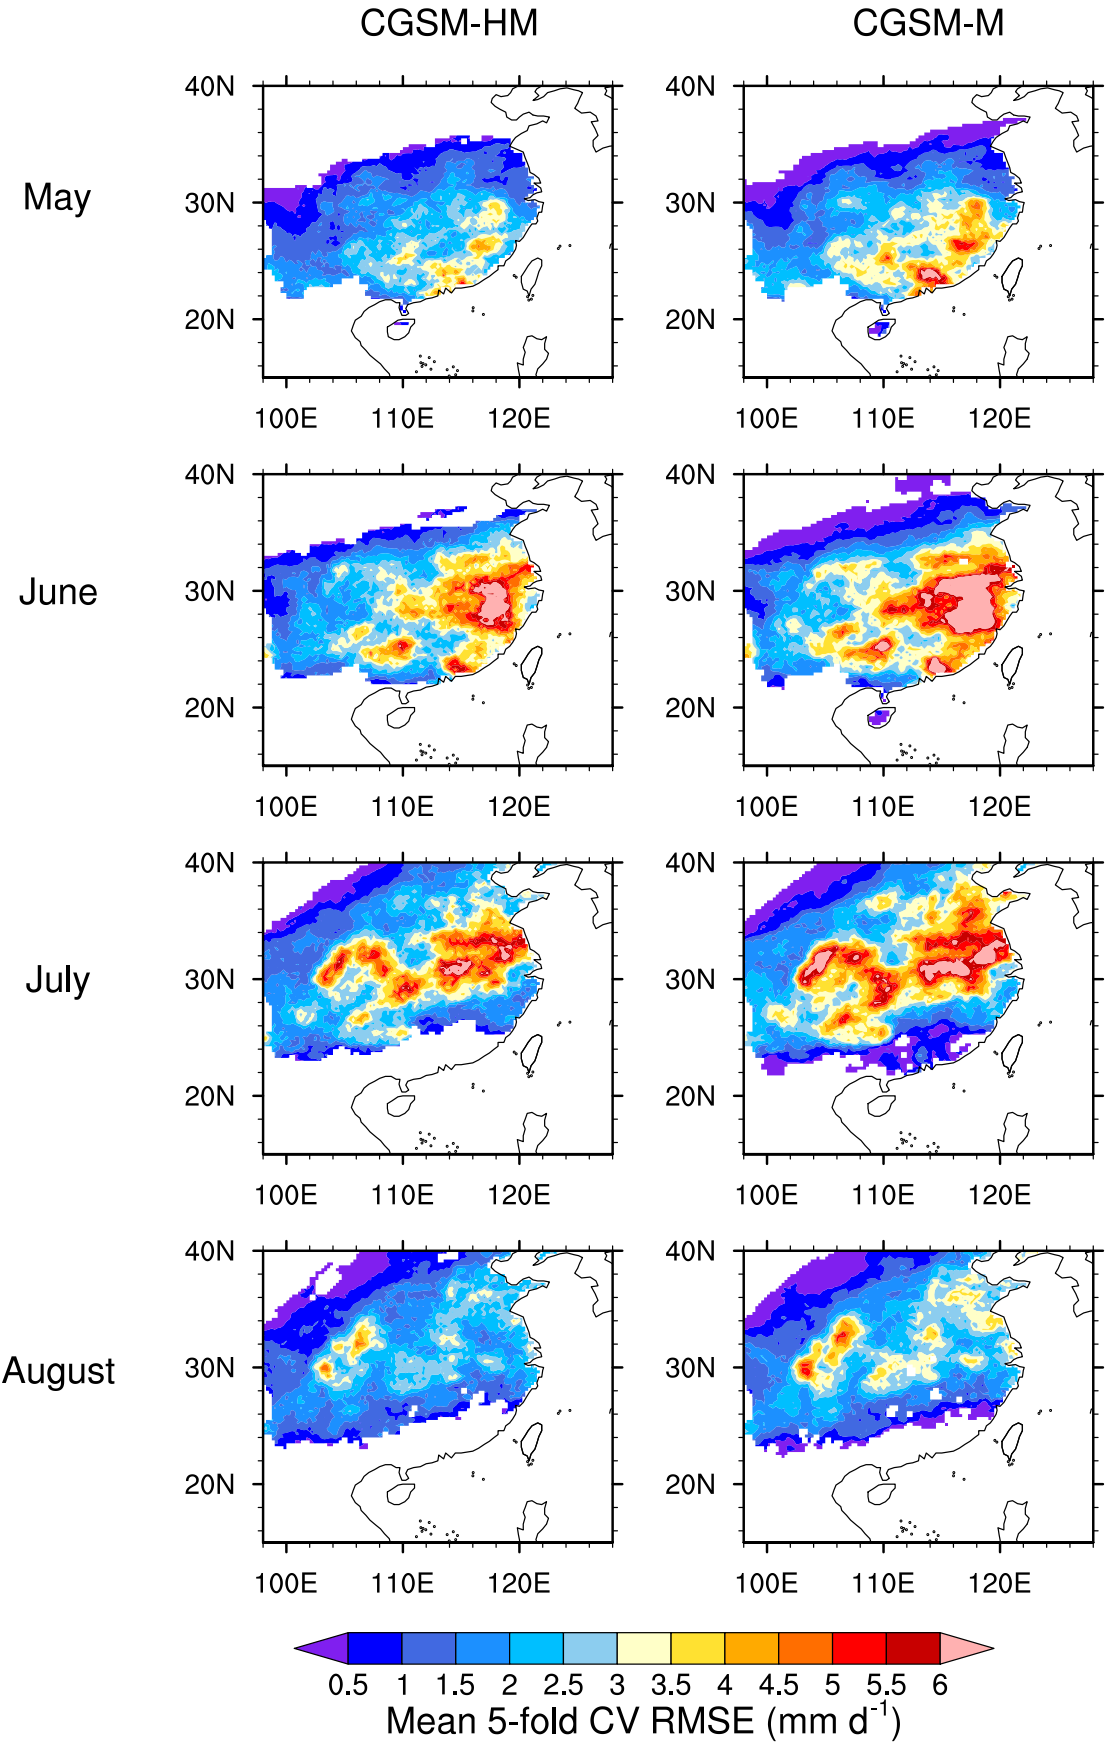 CGSM-HM CGSM-M
May
40N 40N
30N 30N
20N 20N
100E 110E 120E 100E 110E 120E
June
40N 40N
30N 30N
20N 20N
100E 110E 120E 100E 110E 120E
July
40N 40N
30N 30N
20N 20N
100E 110E 120E 100E 110E 120E
August
40N 40N
30N 30N
20N 20N
100E 110E 120E 100E 110E 120E
0.5 1 1.5 2 2.5 3 3.5 4 4.5 5 5.5 6
Mean 5-fold CV RMSE (mm d⁻¹)